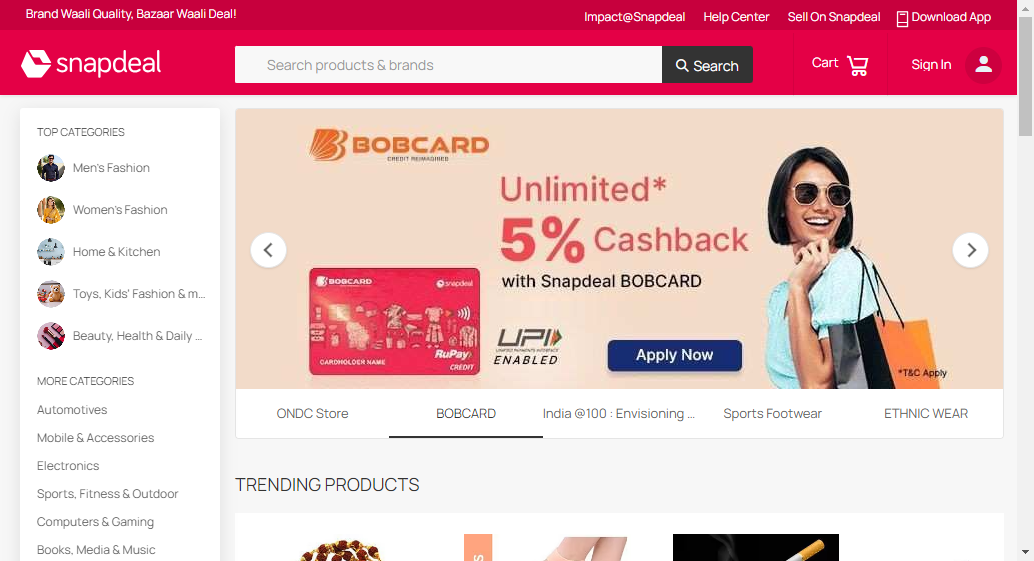 Brand Waali Quality, Bazaar Waali Deal!
Impact@Snapdeal Help Center Sell On Snapdeal Download App
snapdeal
Search products & brands
Search
Cart
Sign In
TOP CATEGORIES
Men's Fashion
Women's Fashion
Home & Kitchen
Toys, Kids' Fashion & m...
Beauty, Health & Daily ...
MORE CATEGORIES
Automotives
Mobile & Accessories
Electronics
Sports, Fitness & Outdoor
Computers & Gaming
Books, Media & Music
BOBCARD
CREDIT REIMAGINED
Unlimited*
5% Cashback
with Snapdeal BOBCARD
BOBCARD
snapdeal
CARDHOLDER NAME
RuPay
CREDIT
UPI
UNIFIED PAYMENTS INTERFACE
ENABLED
Apply Now
*T&C Apply
ONDC Store
BOBCARD
India @100 : Envisioning ...
Sports Footwear
ETHNIC WEAR
TRENDING PRODUCTS